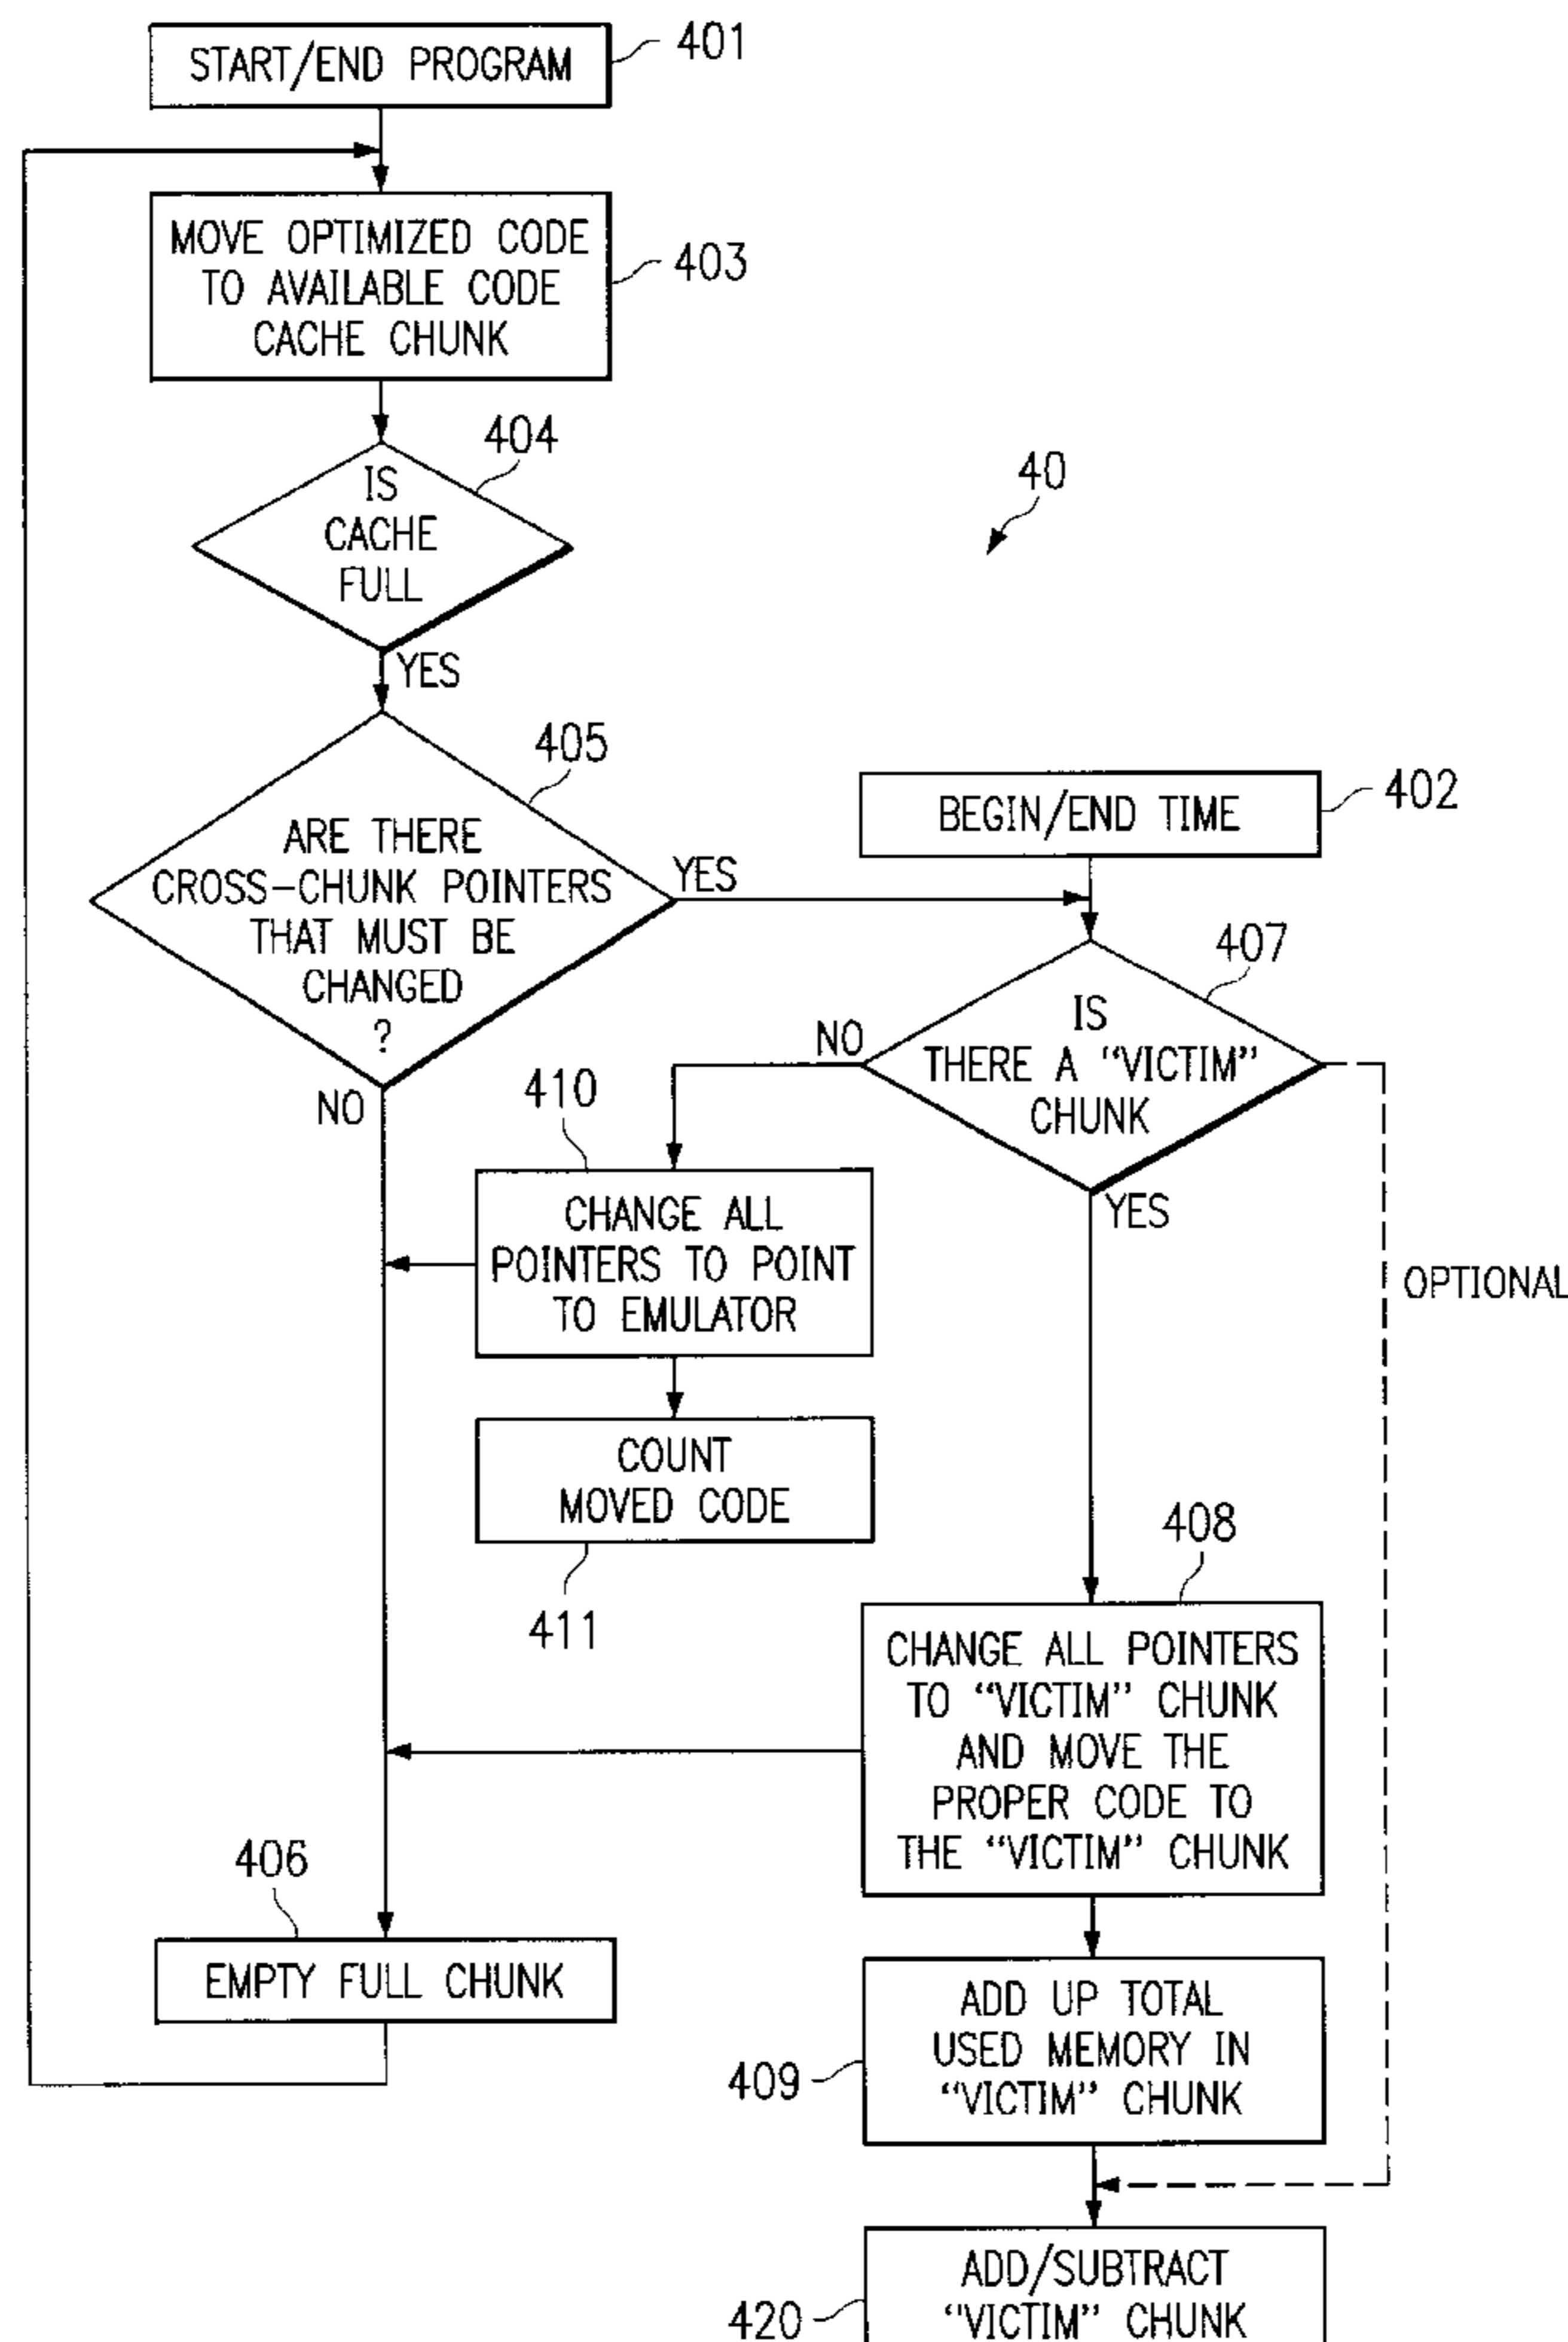 START/END PROGRAM
401
MOVE OPTIMIZED CODE
TO AVAILABLE CODE
CACHE CHUNK
403
404
IS
CACHE
FULL
YES
40
405
ARE THERE
CROSS-CHUNK POINTERS
THAT MUST BE
CHANGED
?
YES
NO
BEGIN/END TIME
402
407
IS
THERE A "VICTIM"
CHUNK
NO
YES
OPTIONAL
410
CHANGE ALL
POINTERS TO POINT
TO EMULATOR
COUNT
MOVED CODE
411
408
CHANGE ALL POINTERS
TO "VICTIM" CHUNK
AND MOVE THE
PROPER CODE TO
THE "VICTIM" CHUNK
406
EMPTY FULL CHUNK
ADD UP TOTAL
USED MEMORY IN
"VICTIM" CHUNK
409
ADD/SUBTRACT
"VICTIM" CHUNK
420